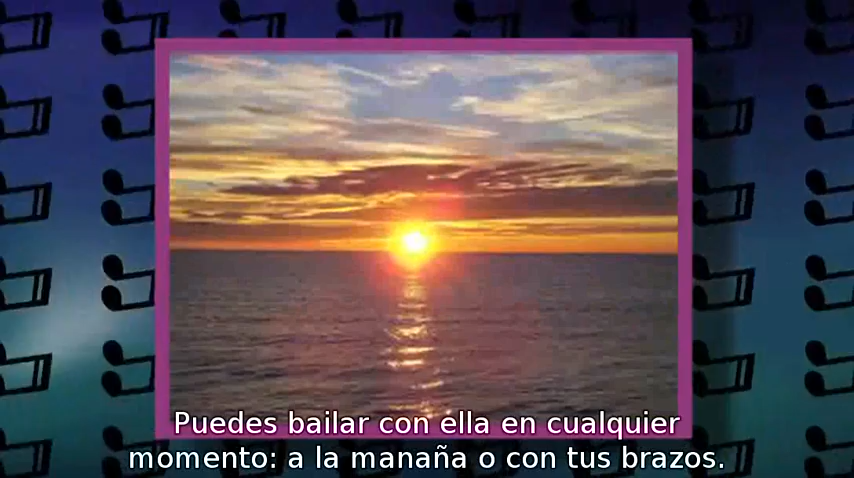 Puedes bailar con ella en cualquier
momento: a la manaña o con tus brazos.